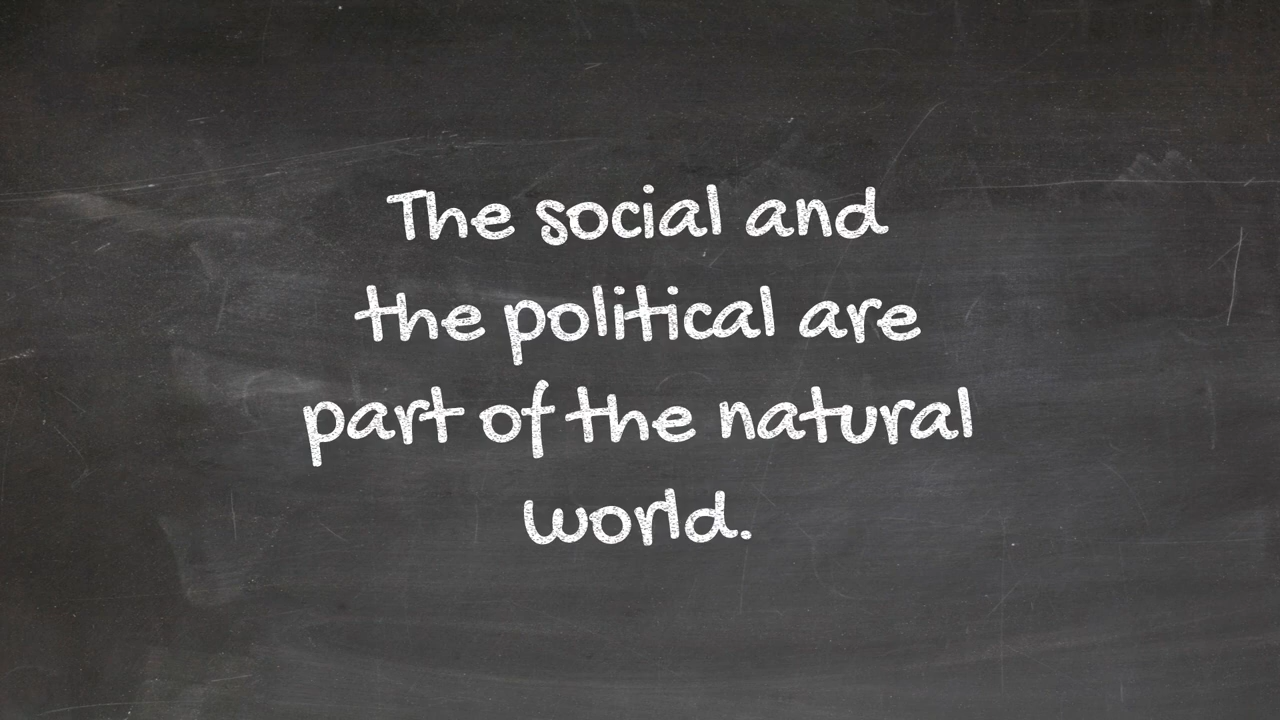 The social and
the political are
part of the natural
world.